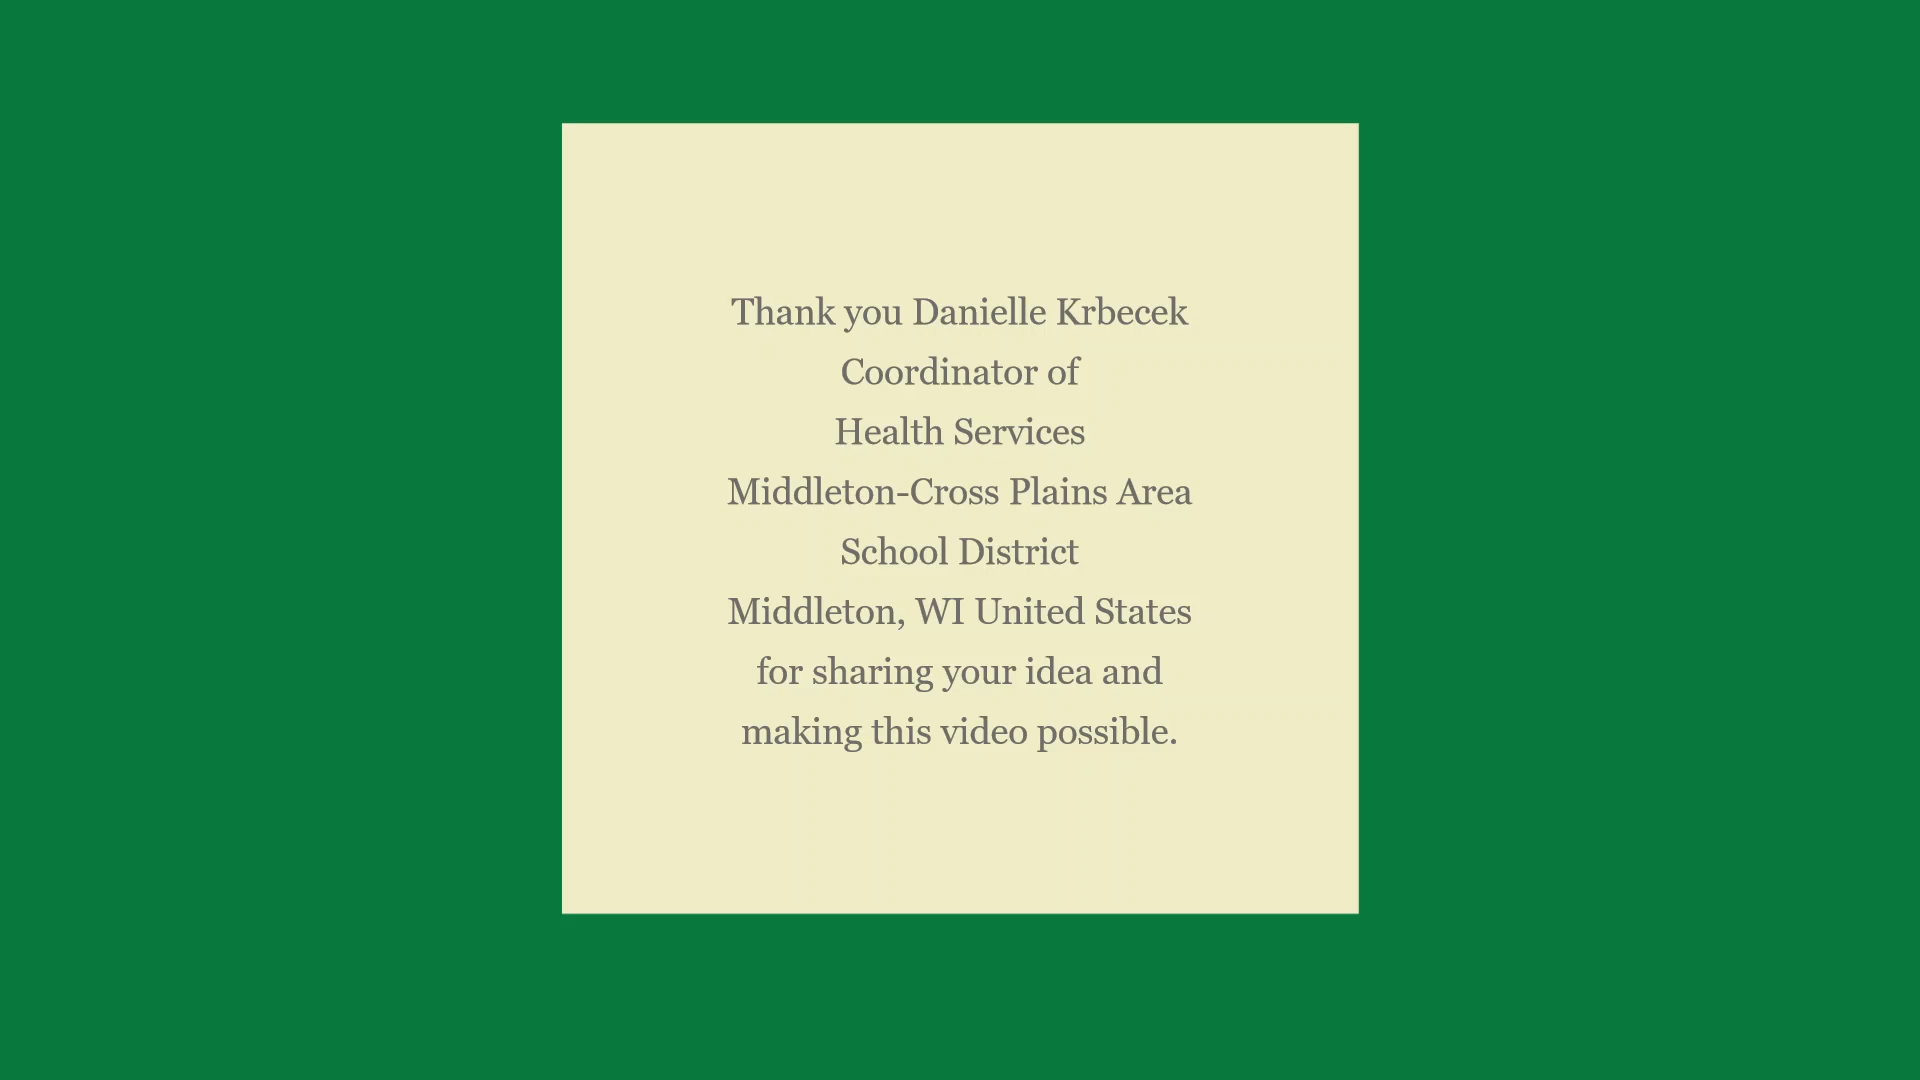 Thank you Danielle Krbecek
Coordinator of
Health Services
Middleton-Cross Plains Area
School District
Middleton, WI United States
for sharing your idea and
making this video possible.